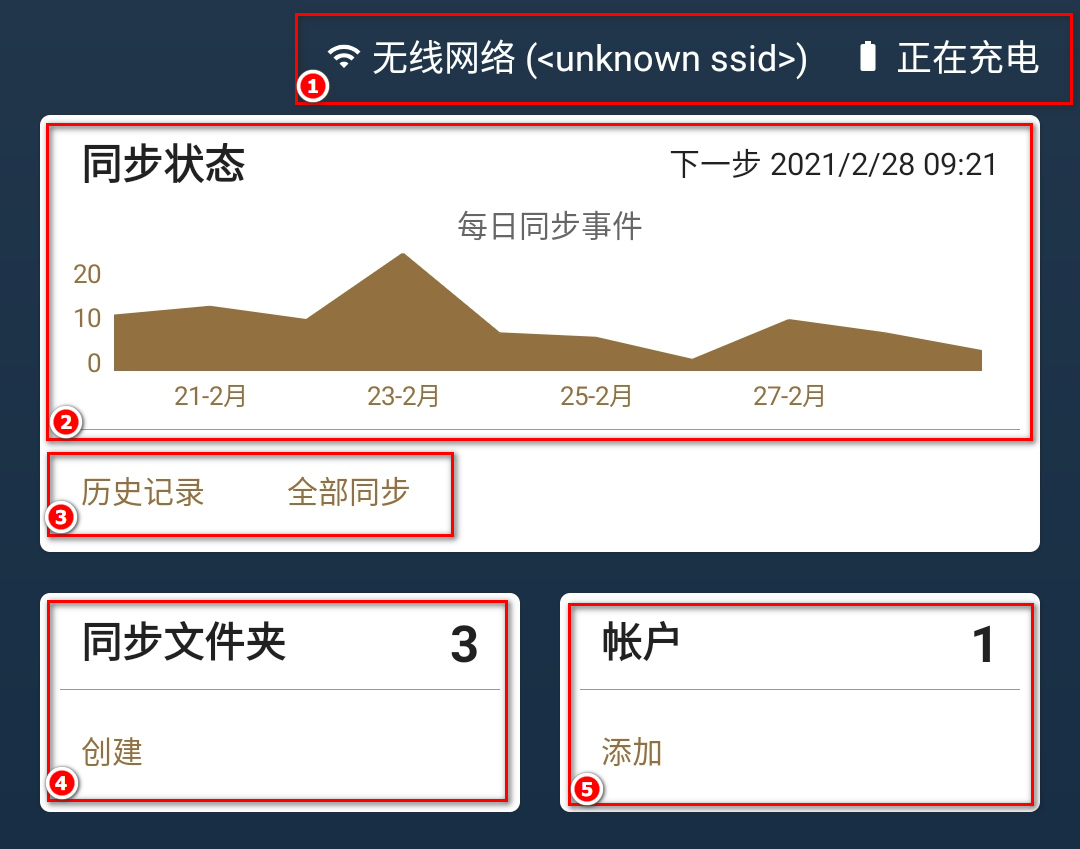 无线网络 (<unknown ssid>) 正在充电
1
同步状态 下一步 2021/2/28 09:21
每日同步事件
20
10
0
21-2月 23-2月 25-2月 27-2月
2
历史记录 全部同步
3
同步文件夹 3
创建
4
帐户 1
添加
5